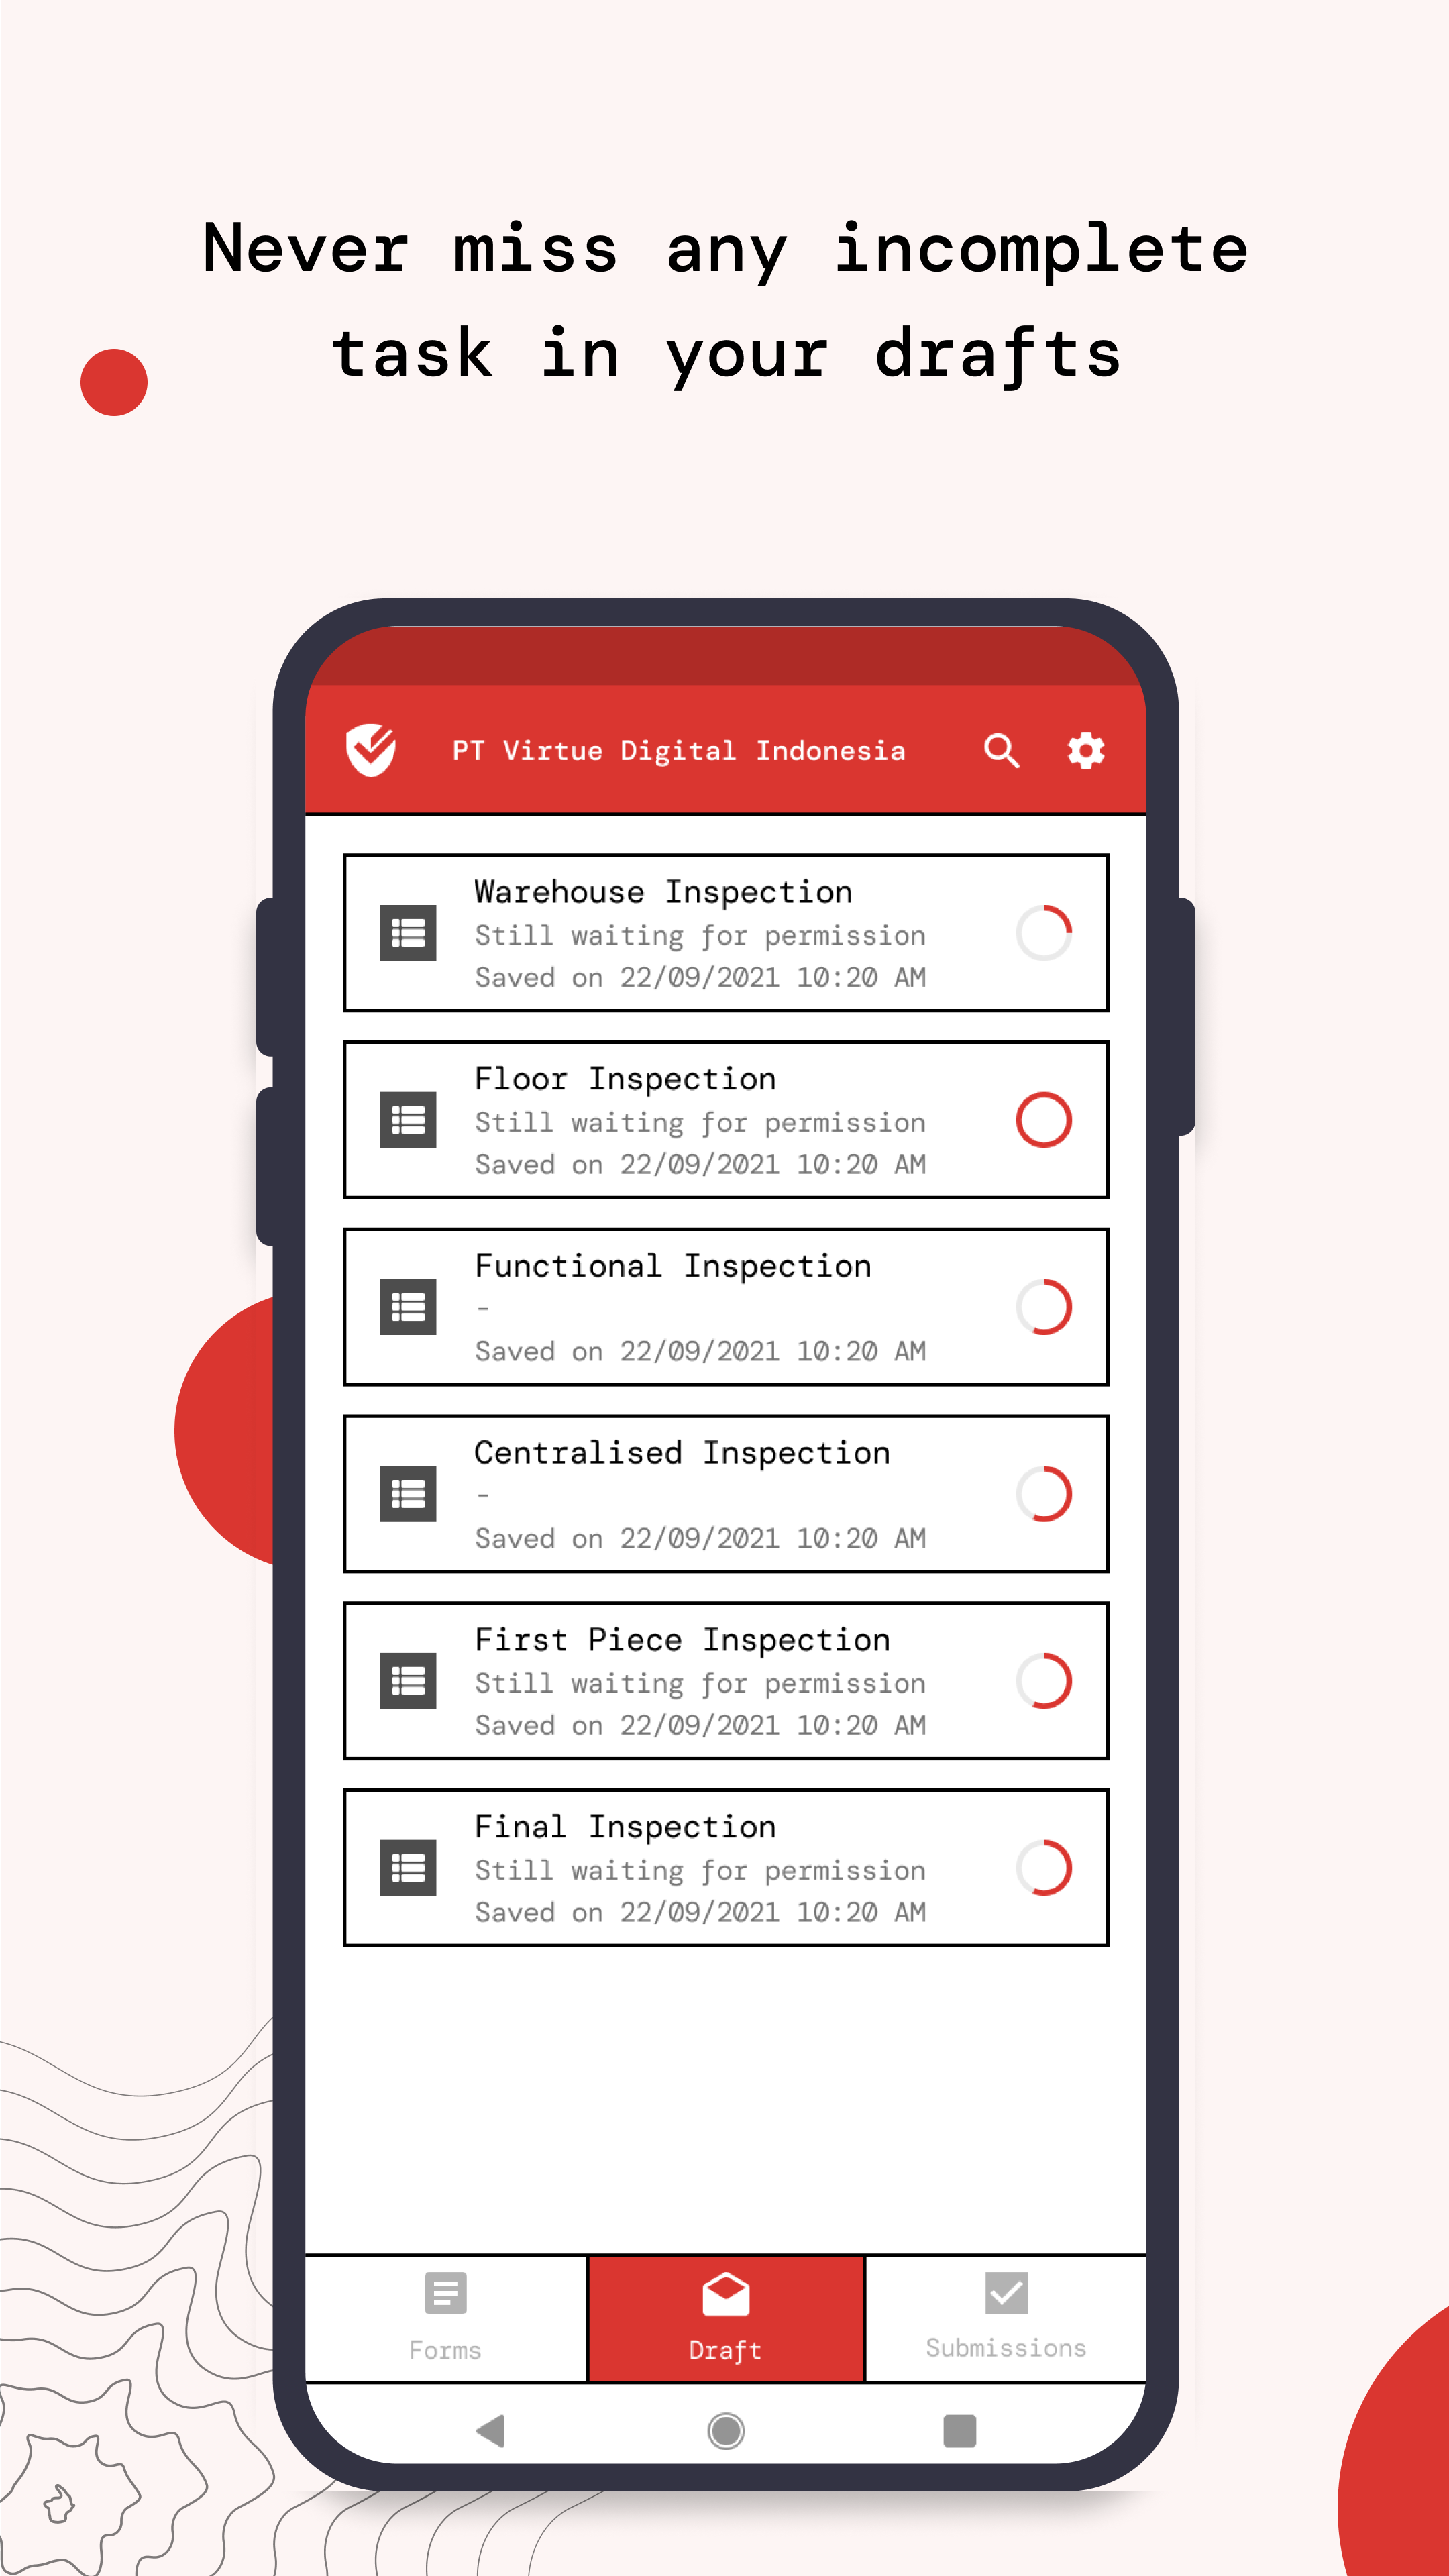 Never miss any incomplete
task in your drafts
PT Virtue Digital Indonesia
Warehouse Inspection
Still waiting for permission
Saved on 22/09/2021 10:20 AM
Floor Inspection
Still waiting for permission
Saved on 22/09/2021 10:20 AM
Functional Inspection
-
Saved on 22/09/2021 10:20 AM
Centralised Inspection
-
Saved on 22/09/2021 10:20 AM
First Piece Inspection
Still waiting for permission
Saved on 22/09/2021 10:20 AM
Final Inspection
Still waiting for permission
Saved on 22/09/2021 10:20 AM
Forms
Draft
Submissions